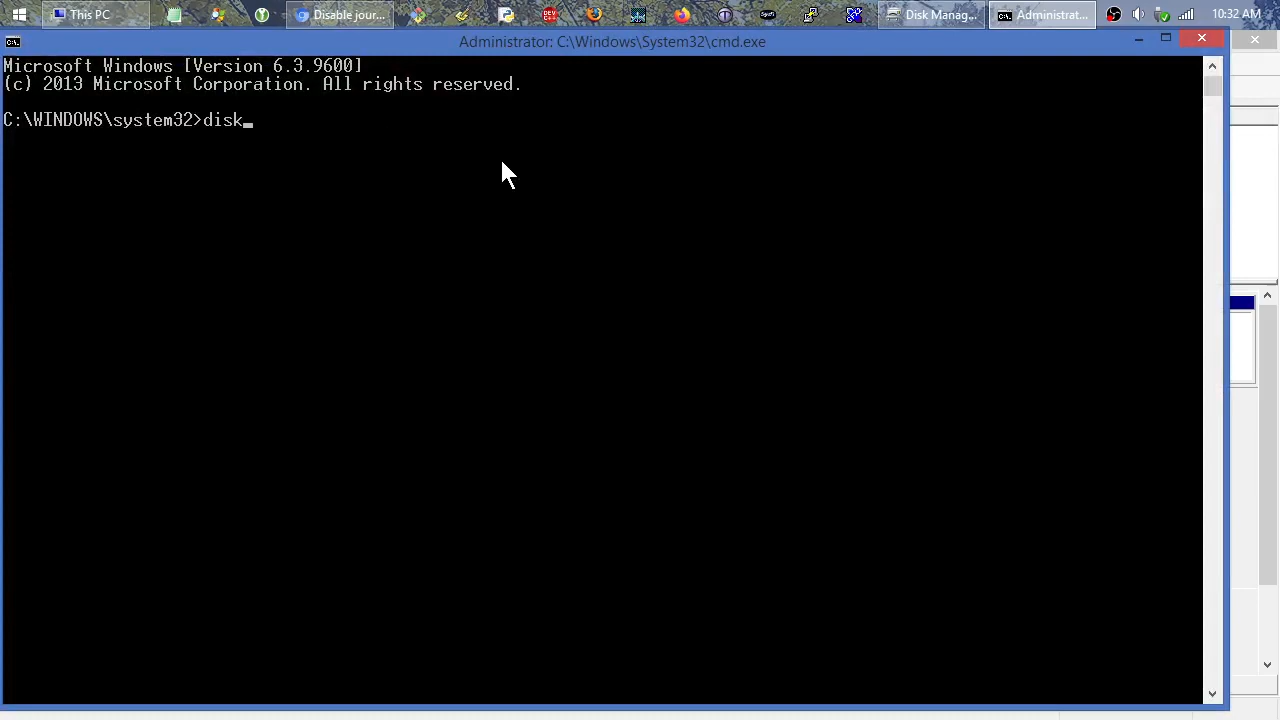 This PC
Disable jour...
Disk Manag...
Administrat...
10:32 AM
Administrator: C:\Windows\System32\cmd.exe
Microsoft Windows [Version 6.3.9600]
(c) 2013 Microsoft Corporation. All rights reserved.
C:\WINDOWS\system32>disk